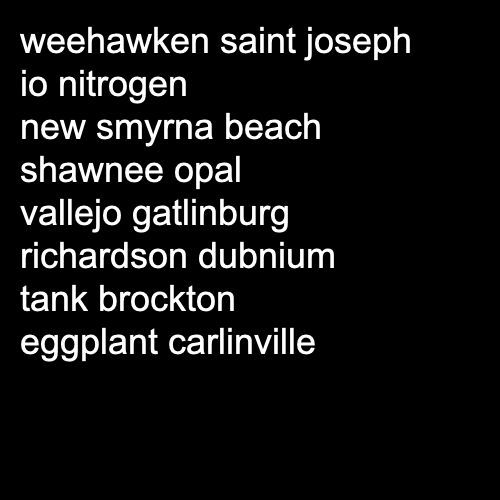 weehawken saint joseph
io nitrogen
new smyrna beach
shawnee opal
vallejo gatlinburg
richardson dubnium
tank brockton
eggplant carlinville